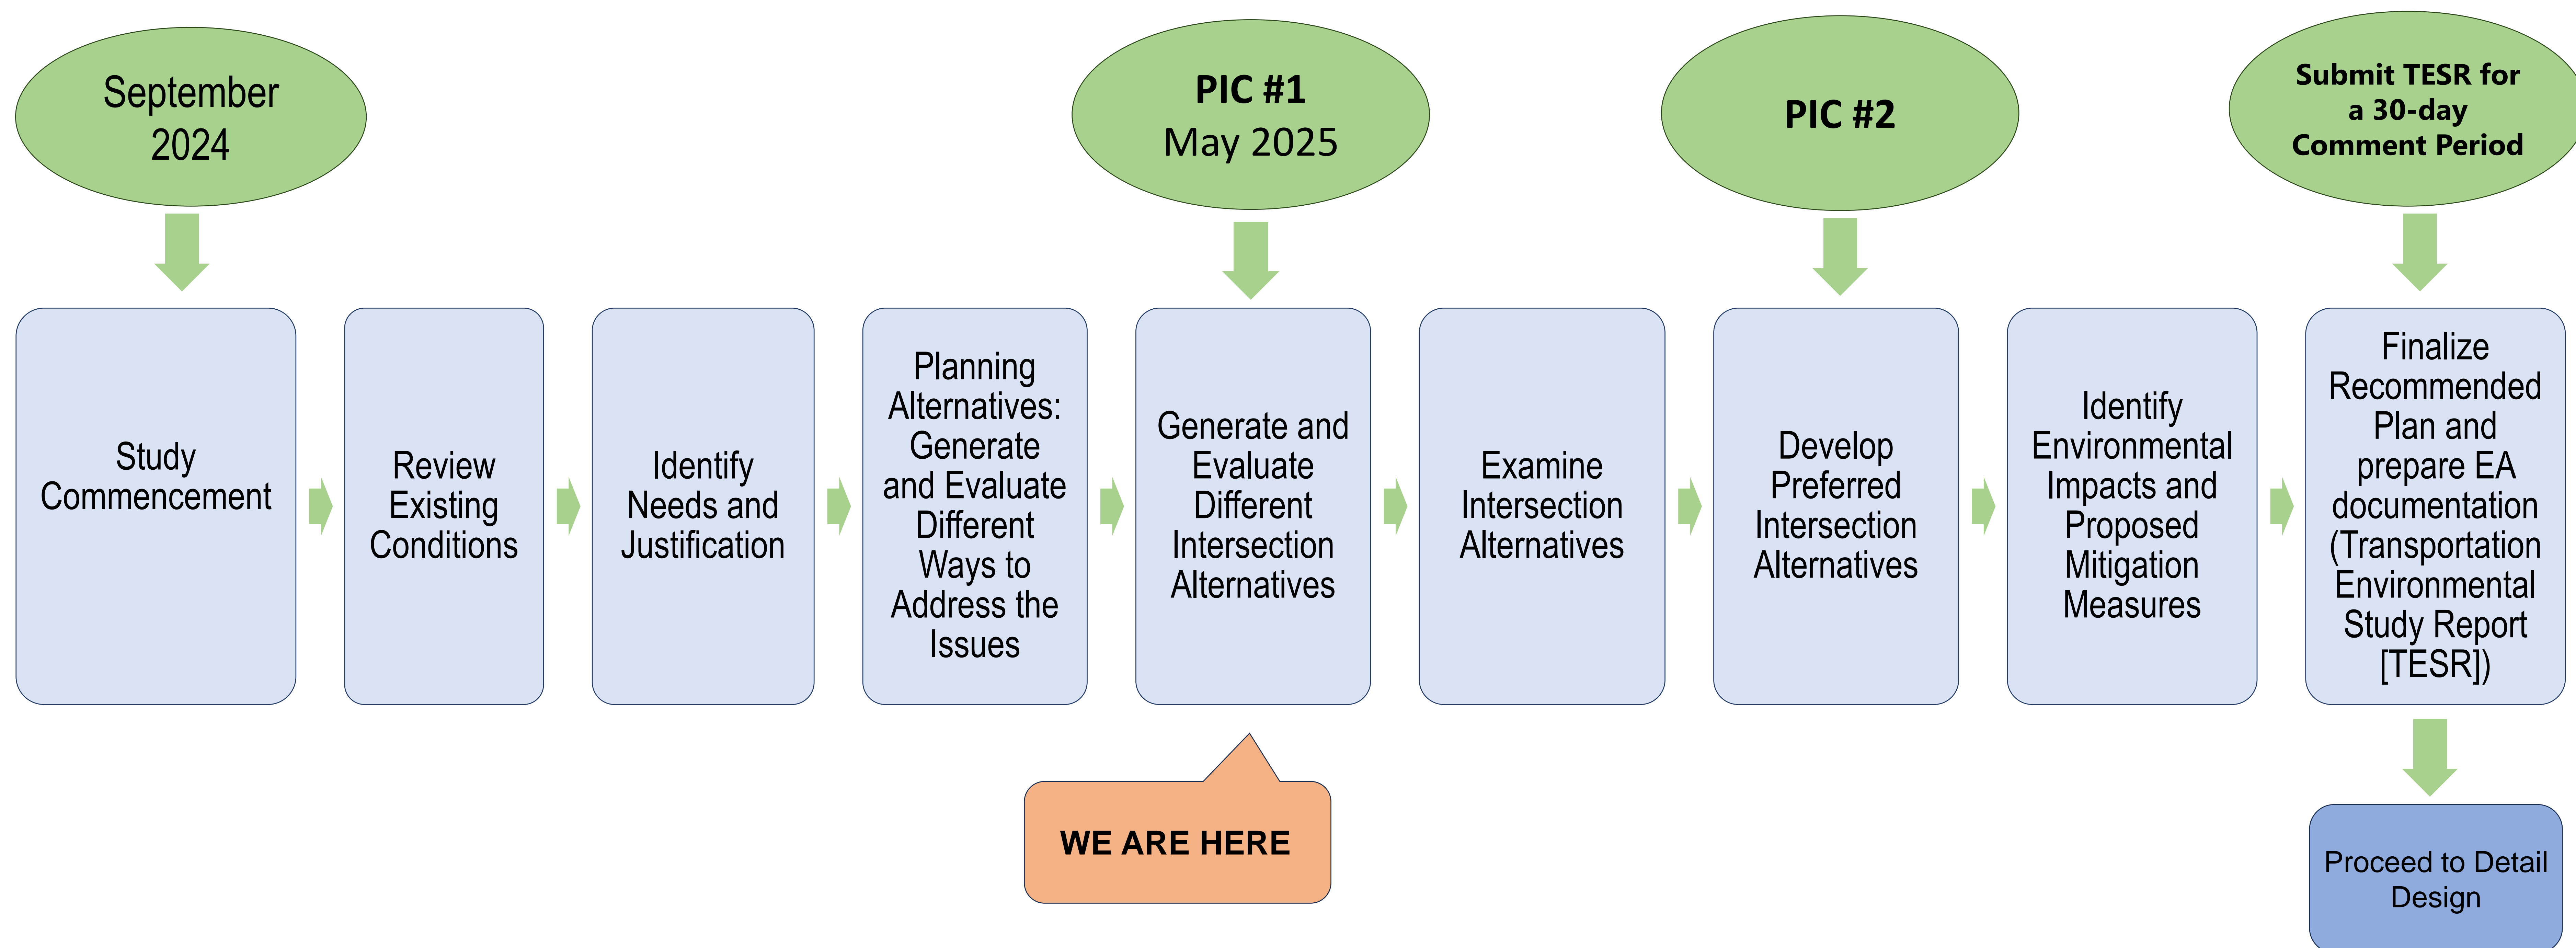 September
2024
PIC #1
May 2025
PIC #2
Submit TESR for
a 30-day
Comment Period
Study
Commencement
Review
Existing
Conditions
Identify
Needs and
Justification
Planning
Alternatives:
Generate
and Evaluate
Different
Ways to
Address the
Issues
Generate and
Evaluate
Different
Intersection
Alternatives
Examine
Intersection
Alternatives
Develop
Preferred
Intersection
Alternatives
Identify
Environmental
Impacts and
Proposed
Mitigation
Measures
Finalize
Recommended
Plan and
prepare EA
documentation
(Transportation
Environmental
Study Report
[TESR])
WE ARE HERE
Proceed to Detail
Design